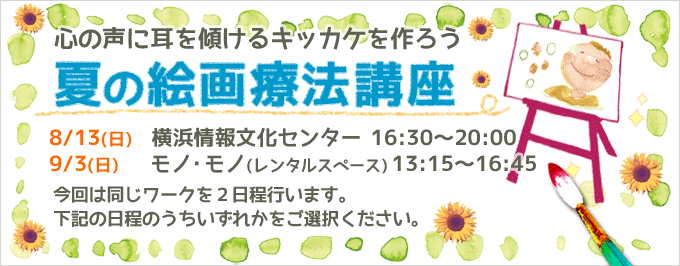 心の声に耳を傾けるキッカケを作ろう
夏の絵画療法講座
8/13(日) 横浜情報文化センター 16:30〜20:00
9/3(日) モノ・モノ(レンタルスペース) 13:15〜16:45
今回は同じワークを２日程行います。
下記の日程のうちいずれかをご選択ください。